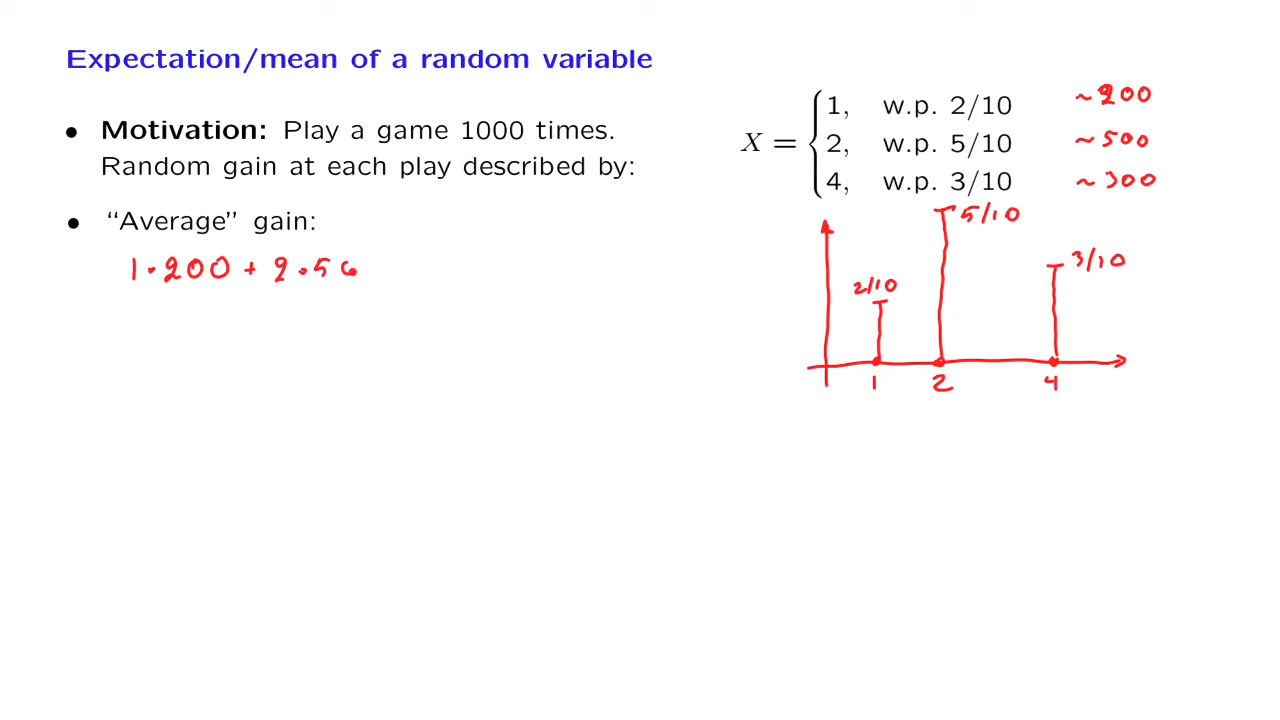 Expectation/mean of a random variable
• Motivation: Play a game 1000 times.
Random gain at each play described by:
• “Average” gain:
1·200 + 2·50
X = { 1, w.p. 2/10 ~200
2, w.p. 5/10 ~500
4, w.p. 3/10 ~300
5/10
3/10
2/10
1 2 4